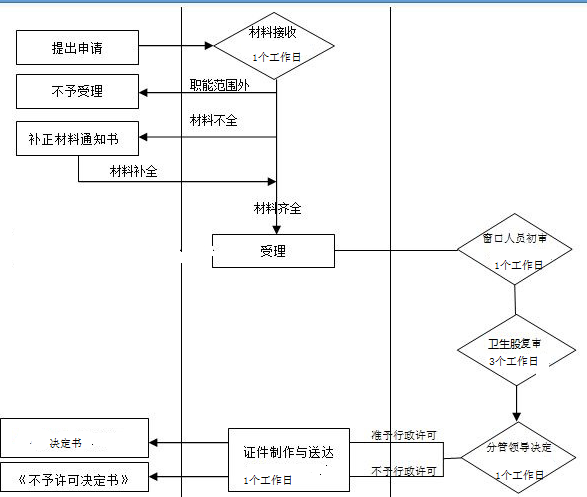 提出申请
材料接收
1个工作日
不予受理
职能范围外
材料不全
补正材料通知书
材料补全
材料齐全
受理
窗口人员初审
1个工作日
卫生股复审
3个工作日
决定书
证件制作与送达
1个工作日
准予行政许可
不予行政许可
分管领导决定
1个工作日
《不予许可决定书》